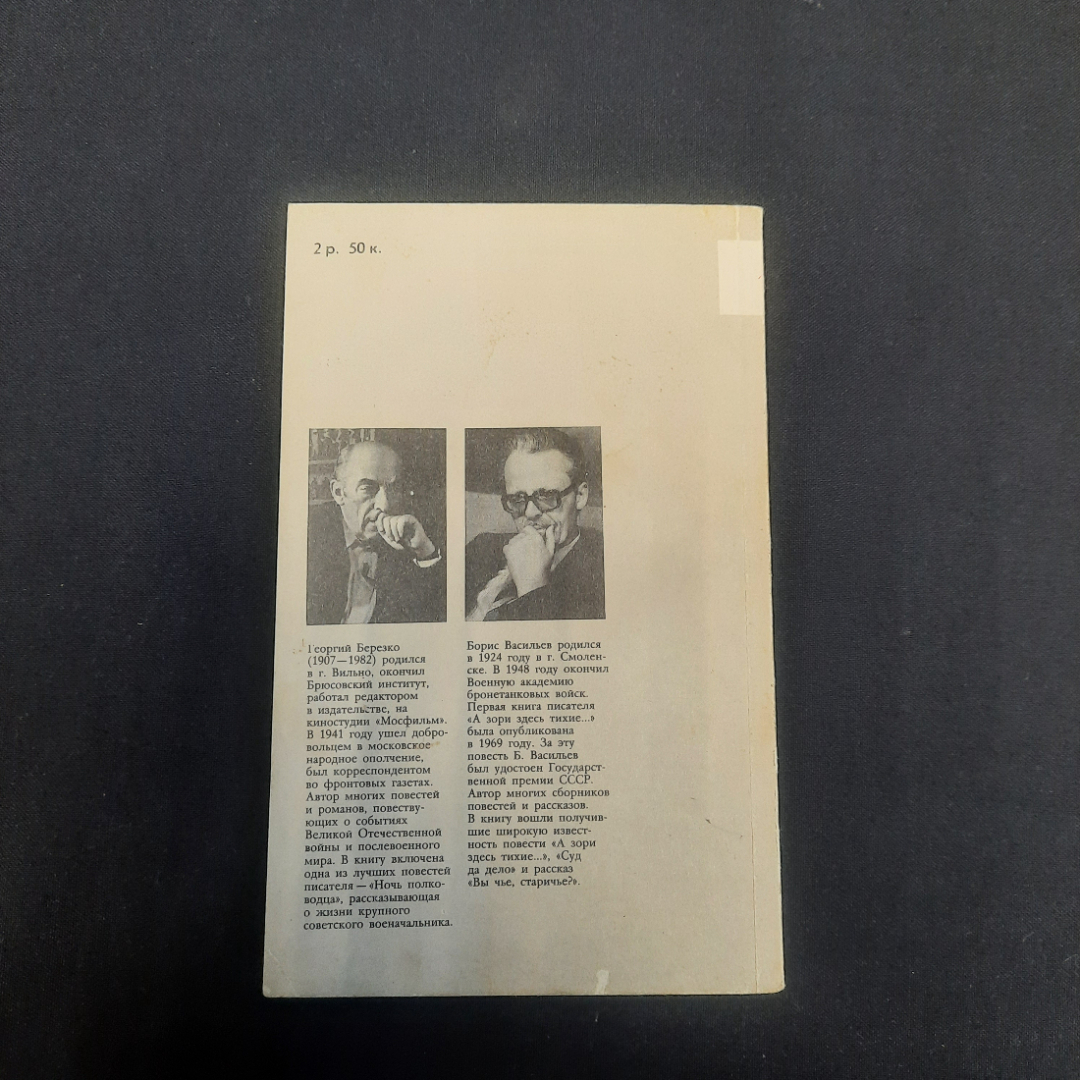 2 р. 50 к.
Георгий Березко
(1907—1982) родился
в г. Вильно, окончил
Брюсовский институт,
работал редактором
в издательстве, на
киностудии «Мосфильм».
В 1941 году ушел добро-
вольцем в московское
народное ополчение,
был корреспондентом
во фронтовых газетах.
Автор многих повестей
и романов, повеству-
ющих о событиях
Великой Отечественной
войны и послевоенного
мира. В книгу включена
одна из лучших повестей
писателя — «Ночь полко-
водца», рассказывающая
о жизни крупного
советского военачальника.
Борис Васильев родился
в 1924 году в г. Смолен-
ске. В 1948 году окончил
Военную академию
бронетанковых войск.
Первая книга писателя
«А зори здесь тихие...»
была опубликована
в 1969 году. За эту
повесть Б. Васильев
был удостоен Государст-
венной премии СССР.
Автор многих сборников
повестей и рассказов.
В книгу вошли получив-
шие широкую извест-
ность повести «А зори
здесь тихие...», «Суд
да дело» и рассказ
«Вы чье, старичье?».